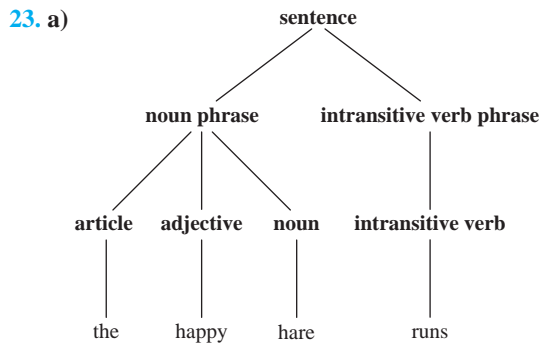 23. a)
sentence
noun phrase intransitive verb phrase
article adjective noun intransitive verb
the happy hare runs